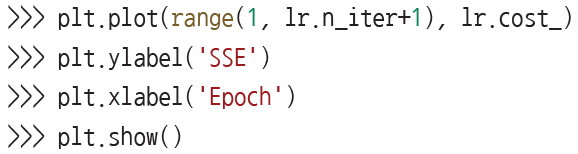 >>> plt.plot(range(1, lr.n_iter+1), lr.cost_)
>>> plt.ylabel('SSE')
>>> plt.xlabel('Epoch')
>>> plt.show()